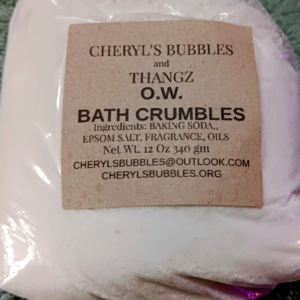 CHERYL'S BUBBLES
and
THANGZ
O.W.
BATH CRUMBLES
Ingredients: BAKING SODA,,
EPSOM SALT, FRAGRANCE, OILS
Net Wt. 12 Oz 340 gm
CHERYLSBUBBLES@OUTLOOK.COM
CHERYLSBUBBLES.ORG